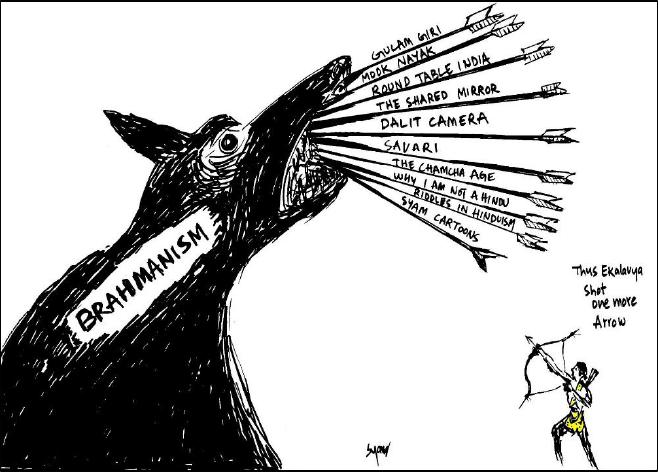 GULAM GIRI
MOOK NAYAK
ROUND TABLE INDIA
THE SHARED MIRROR
DALIT CAMERA
SAVARI
THE CHAMCHA AGE
WHY I AM NOT A HINDU
RIDDLES IN HINDUISM
SYAM CARTOONS
BRAHMANISM
Thus Ekalavya
Shot
one more
Arrow
Syam